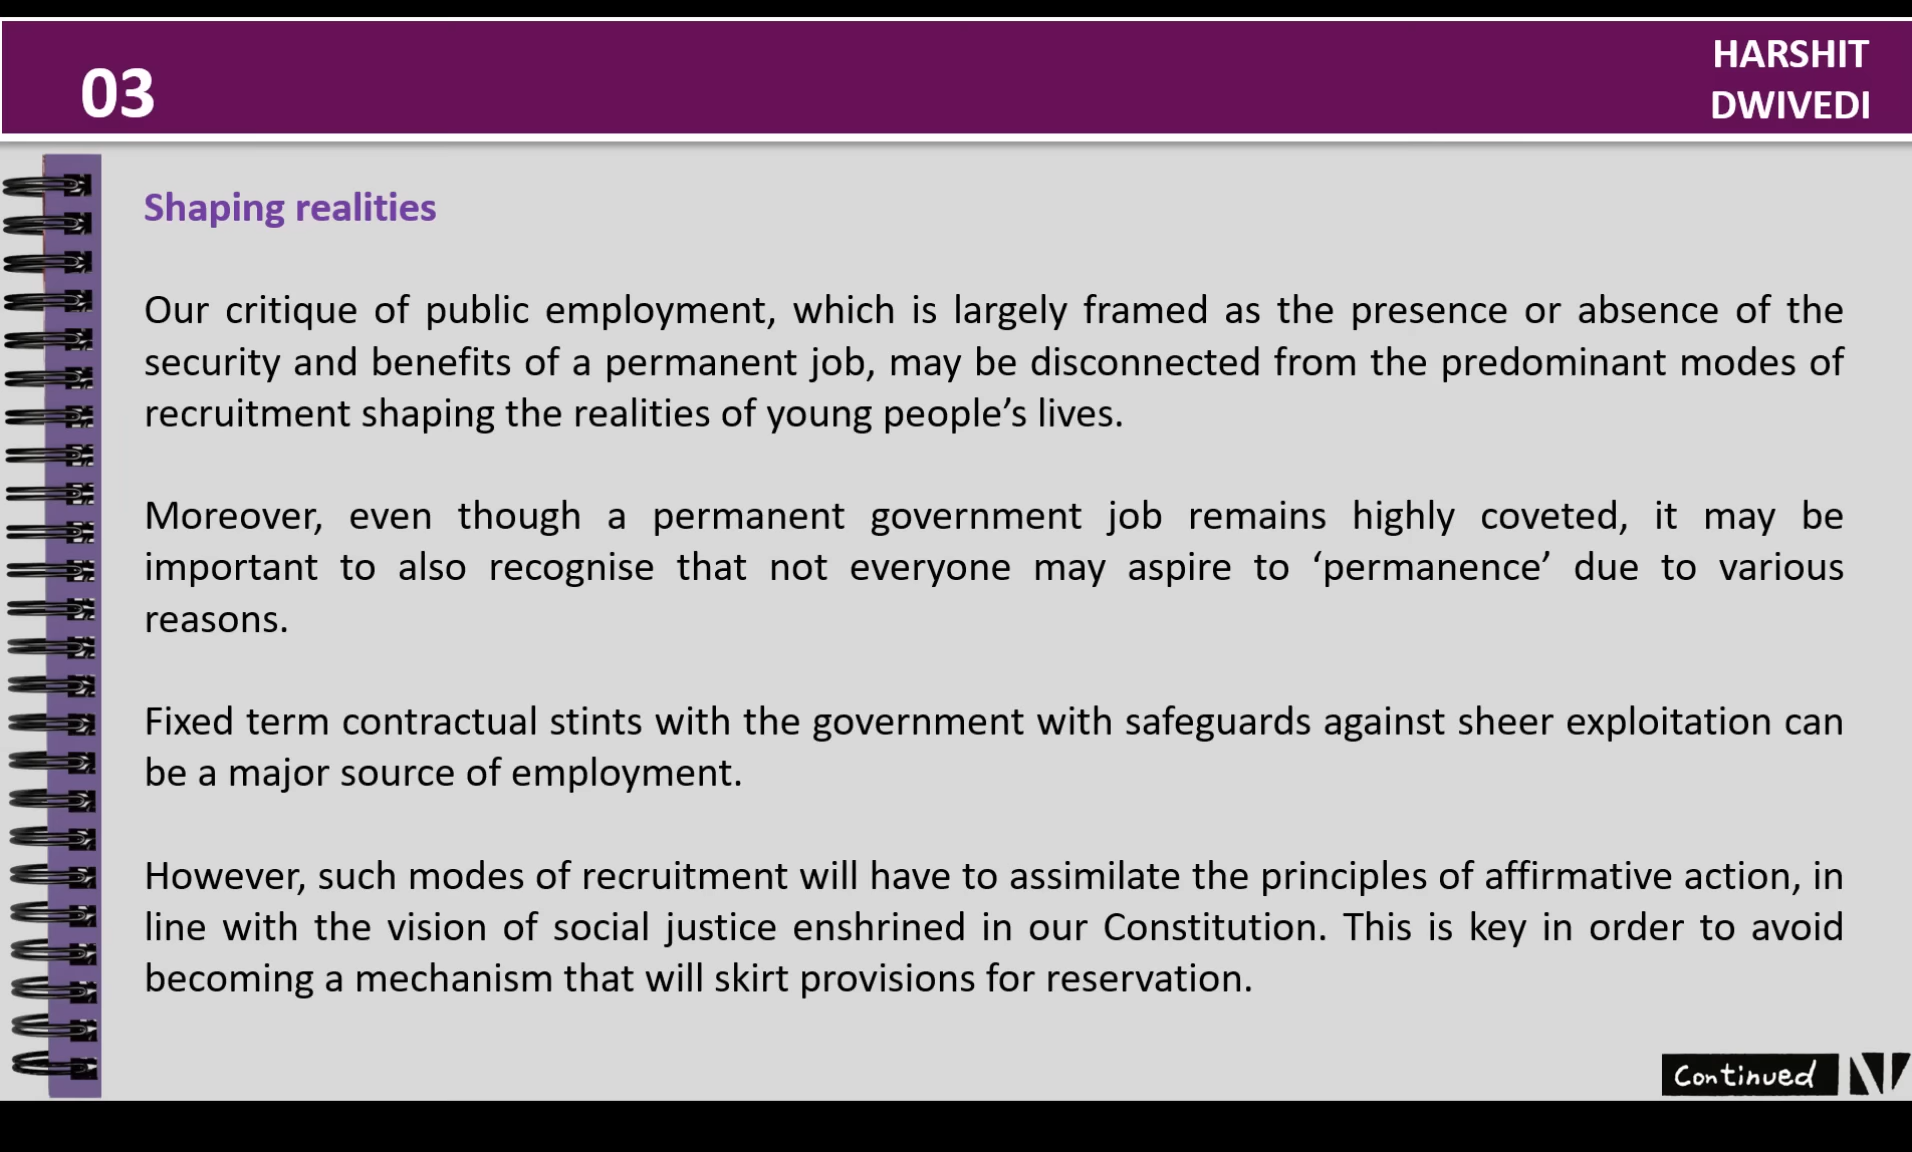 03
HARSHIT
DWIVEDI
Shaping realities
Our critique of public employment, which is largely framed as the presence or absence of the
security and benefits of a permanent job, may be disconnected from the predominant modes of
recruitment shaping the realities of young people’s lives.
Moreover, even though a permanent government job remains highly coveted, it may be
important to also recognise that not everyone may aspire to ‘permanence’ due to various
reasons.
Fixed term contractual stints with the government with safeguards against sheer exploitation can
be a major source of employment.
However, such modes of recruitment will have to assimilate the principles of affirmative action, in
line with the vision of social justice enshrined in our Constitution. This is key in order to avoid
becoming a mechanism that will skirt provisions for reservation.
Continued